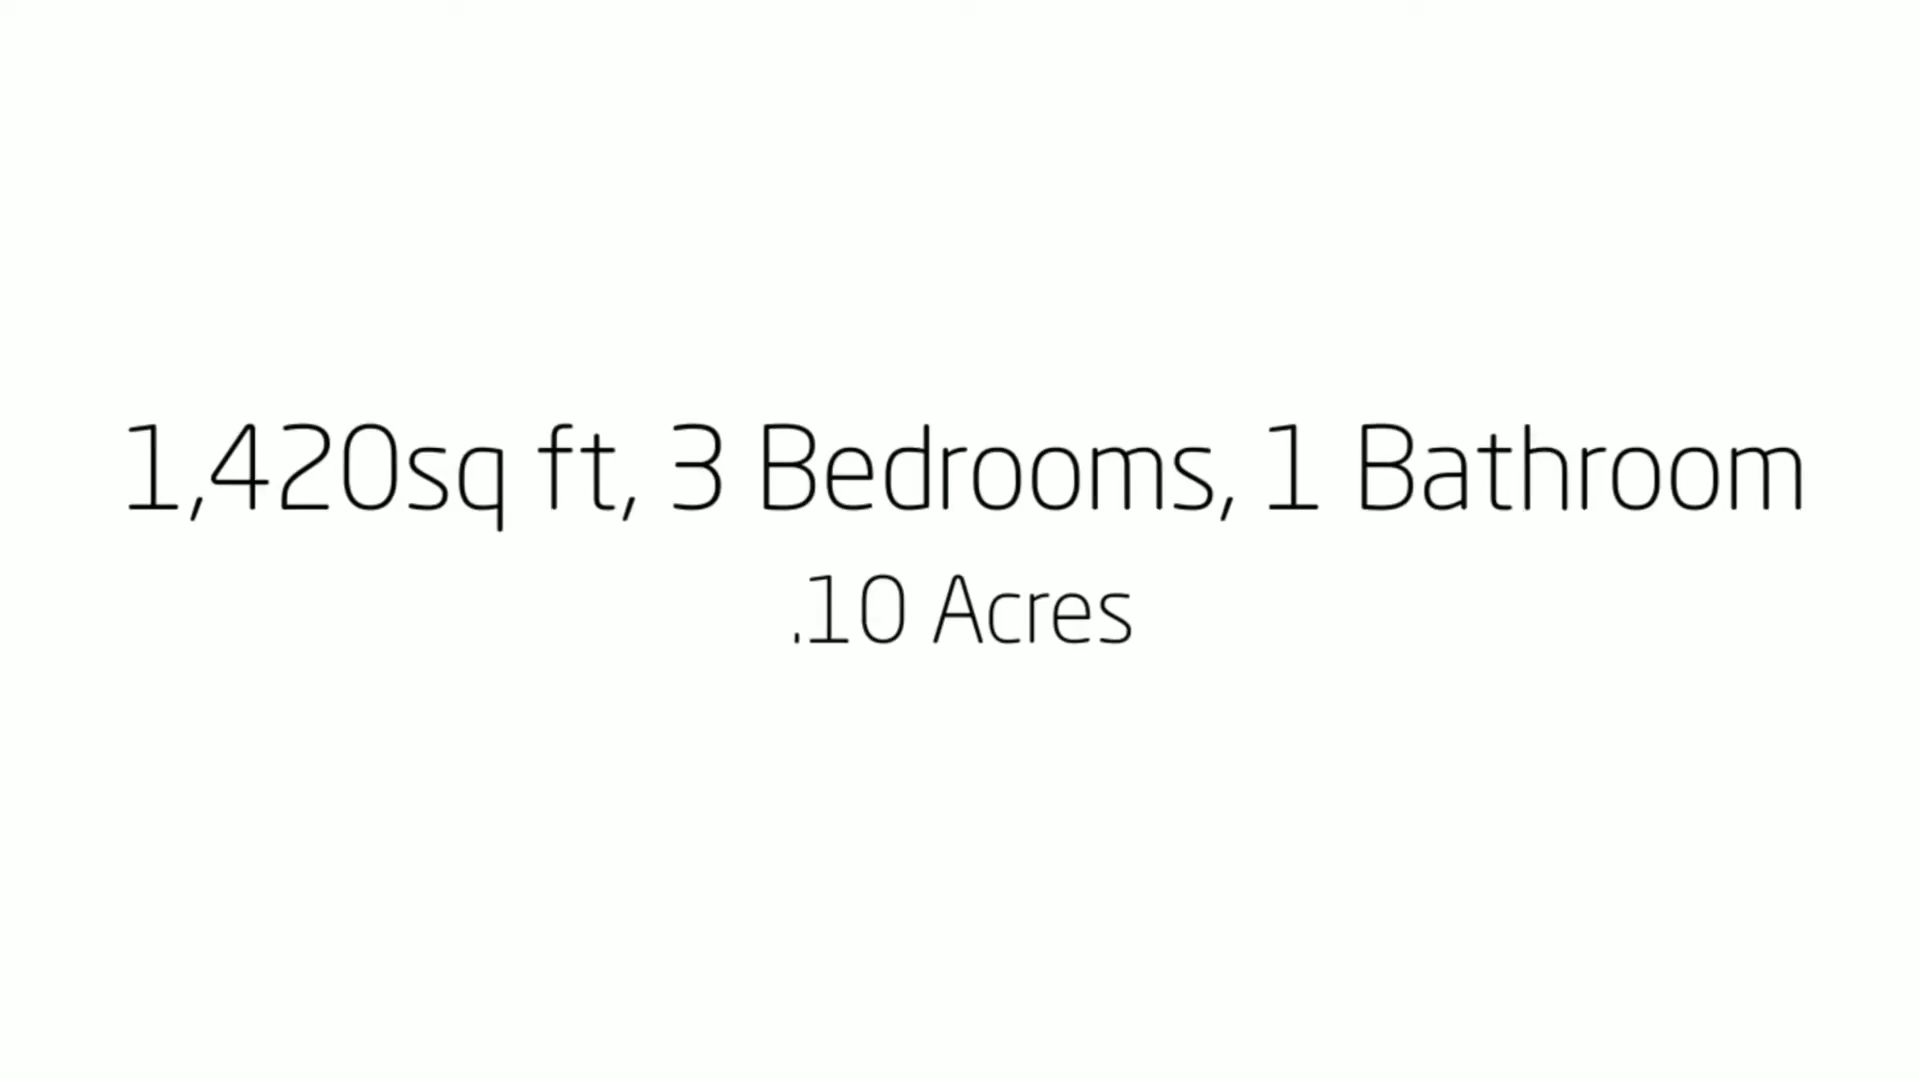 1,420sq ft, 3 Bedrooms, 1 Bathroom
.10 Acres